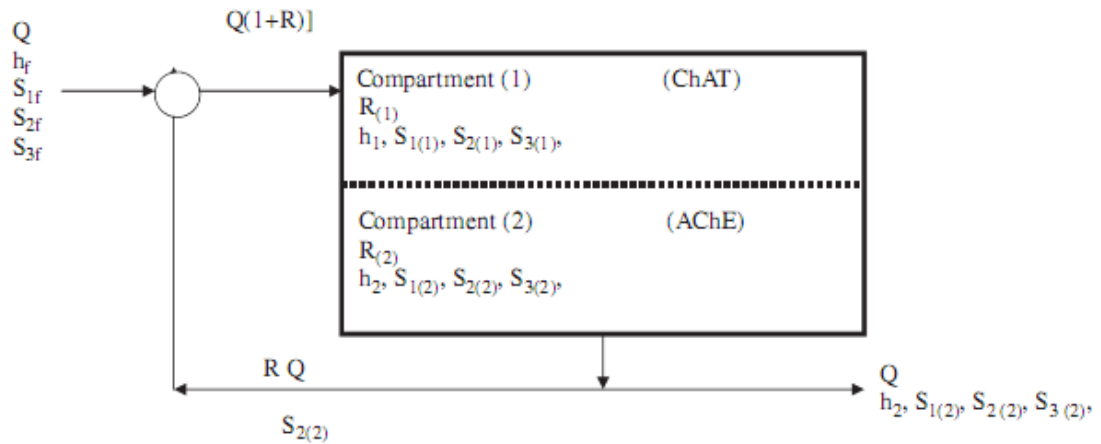 Q
h_f
S_1f
S_2f
S_3f
Q(1+R)]
Compartment (1) (ChAT)
R_(1)
h_1, S_1(1), S_2(1), S_3(1),
Compartment (2) (AChE)
R_(2)
h_2, S_1(2), S_2(2), S_3(2),
R Q
S_2(2)
Q
h_2, S_1(2), S_2(2), S_3(2),